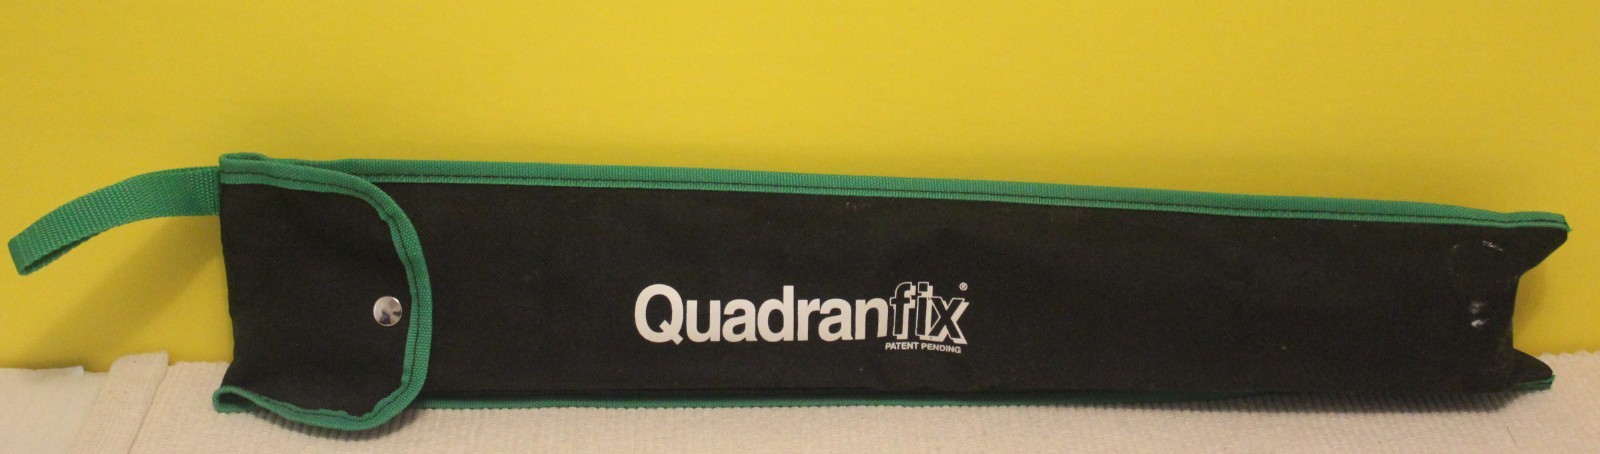 Quadranfix®
PATENT PENDING